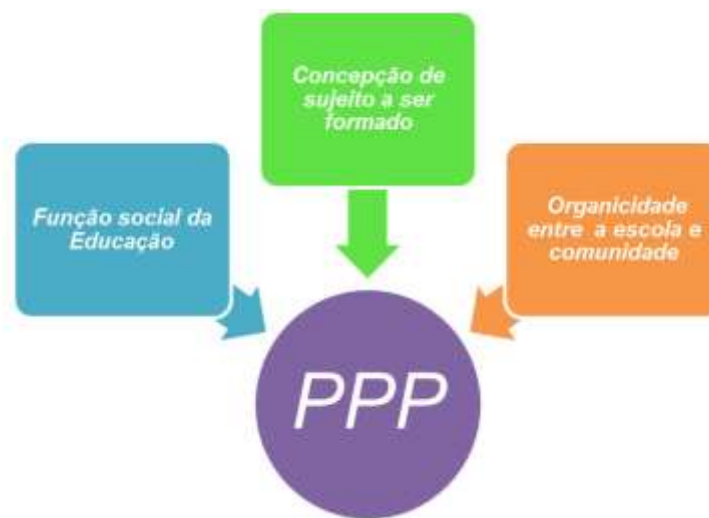 Concepção de
sujeito a ser
formado
Função social da
Educação
Organicidade
entre a escola e
comunidade
PPP